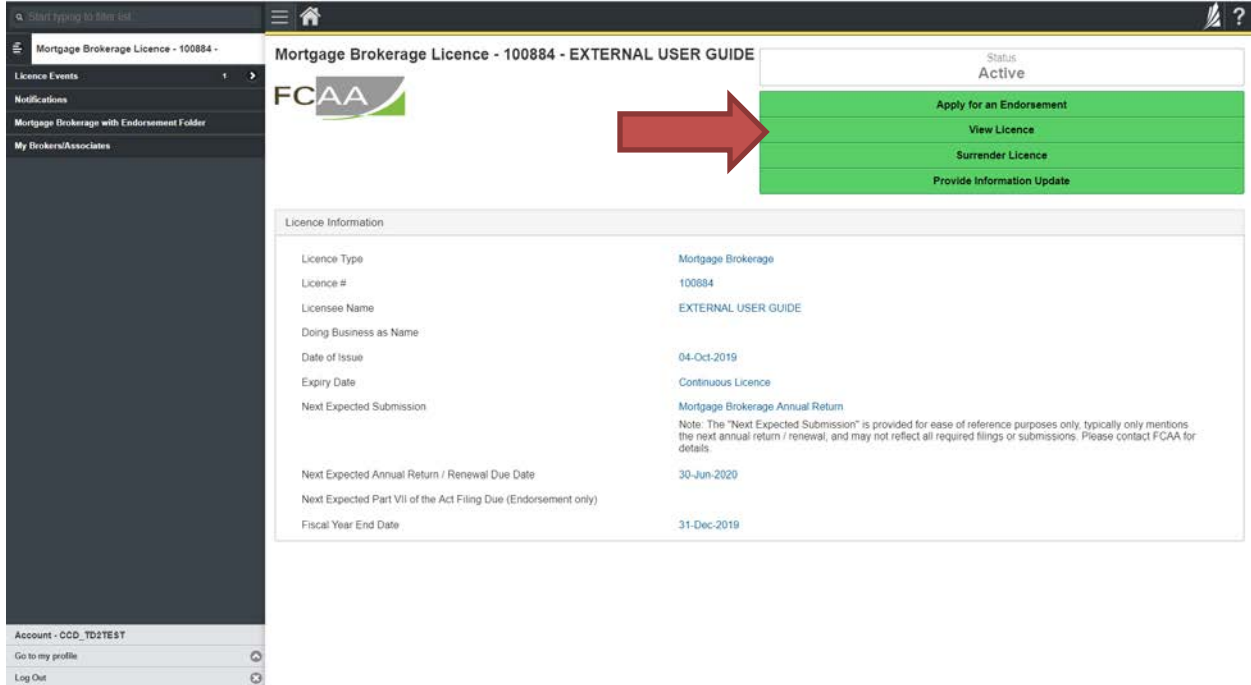 Start typing to filter list
Mortgage Brokerage Licence - 100884 -
Licence Events 1
Notifications
Mortgage Brokerage with Endorsement Folder
My Brokers/Associates
Account - CCD_TD2TEST
Go to my profile
Log Out
?
Mortgage Brokerage Licence - 100884 - EXTERNAL USER GUIDE
FCAA
Status
Active
Apply for an Endorsement
View Licence
Surrender Licence
Provide Information Update
Licence Information
Licence Type Mortgage Brokerage
Licence # 100884
Licensee Name EXTERNAL USER GUIDE
Doing Business as Name
Date of Issue 04-Oct-2019
Expiry Date Continuous Licence
Next Expected Submission Mortgage Brokerage Annual Return
Note: The "Next Expected Submission" is provided for ease of reference purposes only, typically only mentions
the next annual return / renewal, and may not reflect all required filings or submissions. Please contact FCAA for
details.
Next Expected Annual Return / Renewal Due Date 30-Jun-2020
Next Expected Part VII of the Act Filing Due (Endorsement only)
Fiscal Year End Date 31-Dec-2019